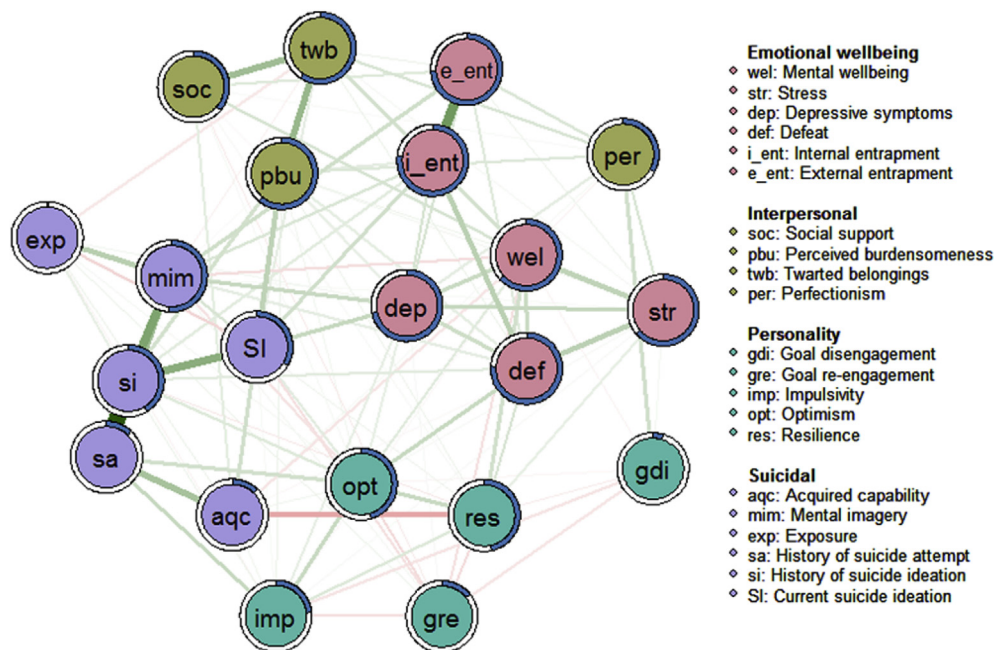 twb
soc
e_ent
i_ent
per
pbu
exp
mim
wel
dep
str
SI
si
def
sa
gdi
opt
aqc
res
imp
gre
Emotional wellbeing
wel: Mental wellbeing
str: Stress
dep: Depressive symptoms
def: Defeat
i_ent: Internal entrapment
e_ent: External entrapment
Interpersonal
soc: Social support
pbu: Perceived burdensomeness
twb: Twarted belongings
per: Perfectionism
Personality
gdi: Goal disengagement
gre: Goal re-engagement
imp: Impulsivity
opt: Optimism
res: Resilience
Suicidal
aqc: Acquired capability
mim: Mental imagery
exp: Exposure
sa: History of suicide attempt
si: History of suicide ideation
SI: Current suicide ideation